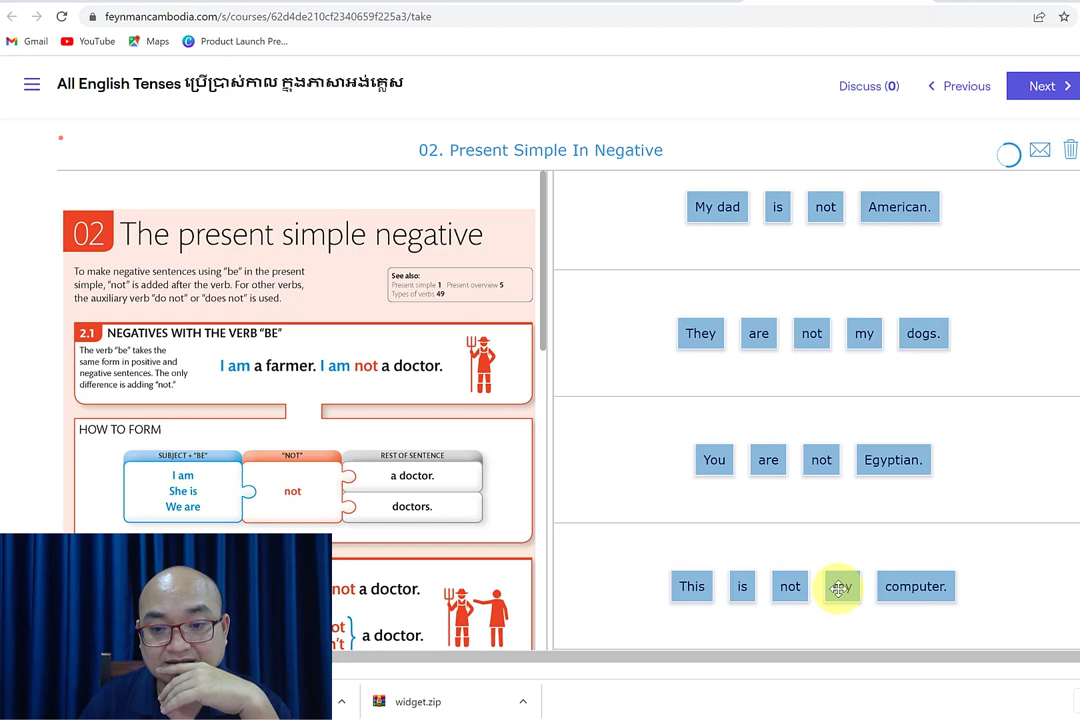 feynmancambodia.com/s/courses/62d4de210cf2340659f225a3/take
Gmail YouTube Maps Product Launch Pre...
All English Tenses ប្រើប្រាស់កាល ក្នុងភាសាអង់គ្លេស
Discuss (0) Previous Next
02. Present Simple In Negative
02 The present simple negative
To make negative sentences using "be" in the present
simple, "not" is added after the verb. For other verbs,
the auxiliary verb "do not" or "does not" is used.
See also:
Present simple 1 Present overview 5
Types of verbs 49
2.1 NEGATIVES WITH THE VERB "BE"
The verb "be" takes the
same form in positive and
negative sentences. The only
difference is adding "not."
I am a farmer. I am not a doctor.
HOW TO FORM
SUBJECT + "BE" "NOT" REST OF SENTENCE
I am
She is
We are
not
a doctor.
doctors.
not a doctor.
a doctor.
My dad is not American.
They are not my dogs.
You are not Egyptian.
This is not computer.
widget.zip